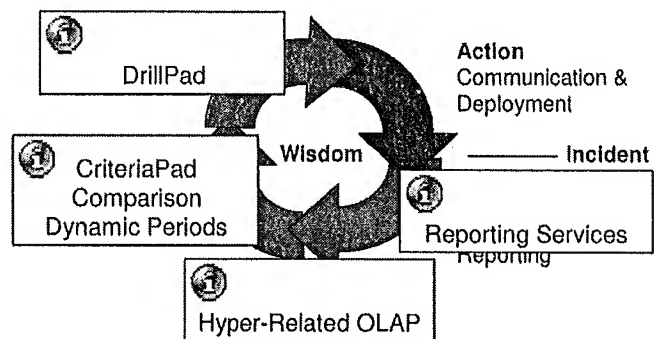 DrillPad
Action
Communication &
Deployment
Wisdom
Incident
CriteriaPad
Comparison
Dynamic Periods
Reporting Services
Reporting
Hyper-Related OLAP